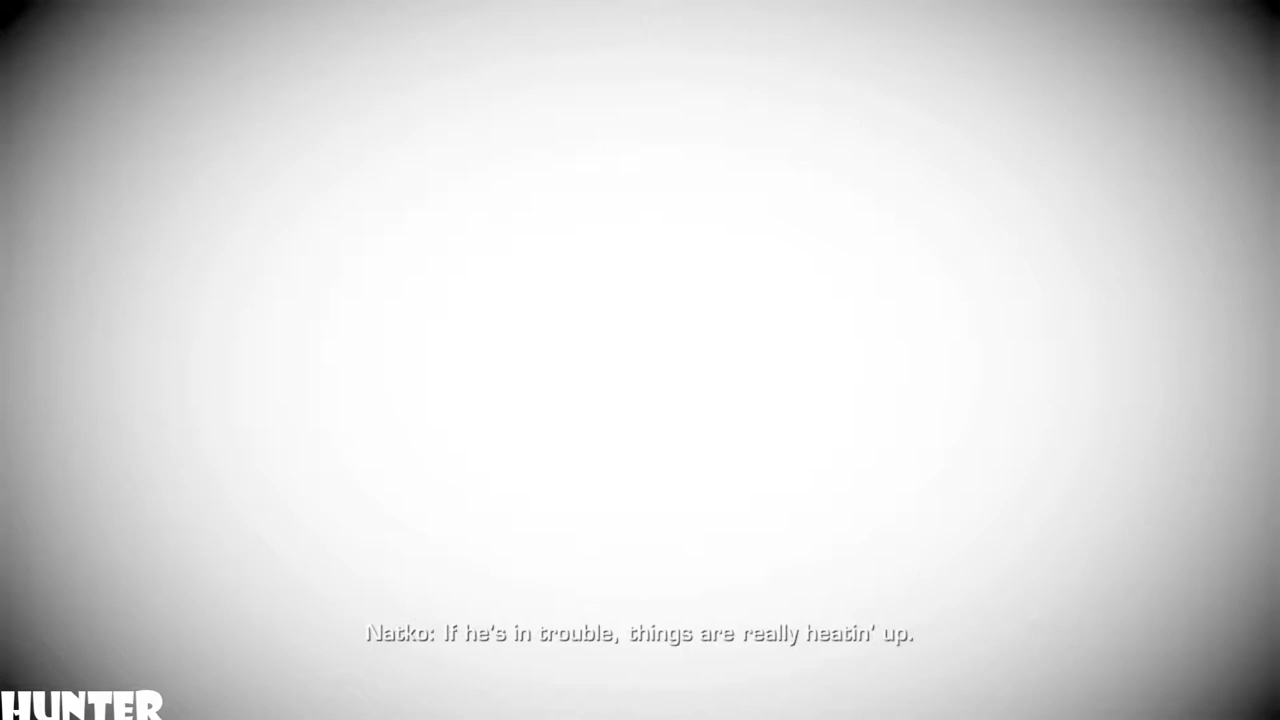 Natko: If he's in trouble, things are really heatin' up.
HUNTER